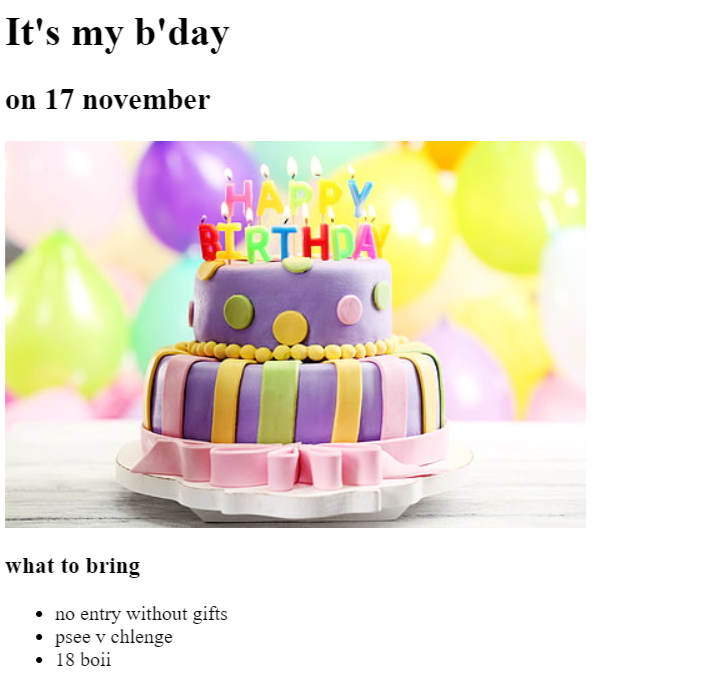 It's my b'day
on 17 november
HAPPY
BIRTHDAY
what to bring
no entry without gifts
psee v chlenge
18 boii